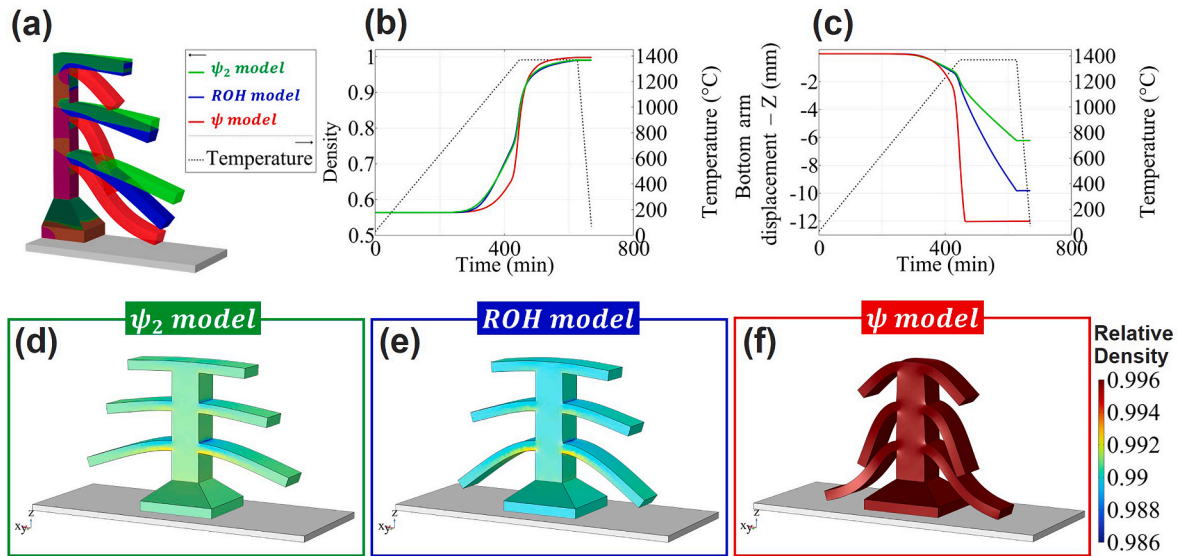 (a)
ψ₂ model
ROH model
ψ model
Temperature
(b)
1
0.9
0.8
0.7
0.6
0.5
Density
0
400
800
Time (min)
1400
1200
1000
800
600
400
200
0
Temperature (°C)
(c)
-2
-4
-6
-8
-10
-12
Bottom arm
displacement – Z (mm)
0
400
800
Time (min)
1400
1200
1000
800
600
400
200
0
Temperature (°C)
ψ₂ model
(d)
z
x y
ROH model
(e)
z
x y
ψ model
(f)
z
x y
Relative
Density
0.996
0.994
0.992
0.99
0.988
0.986